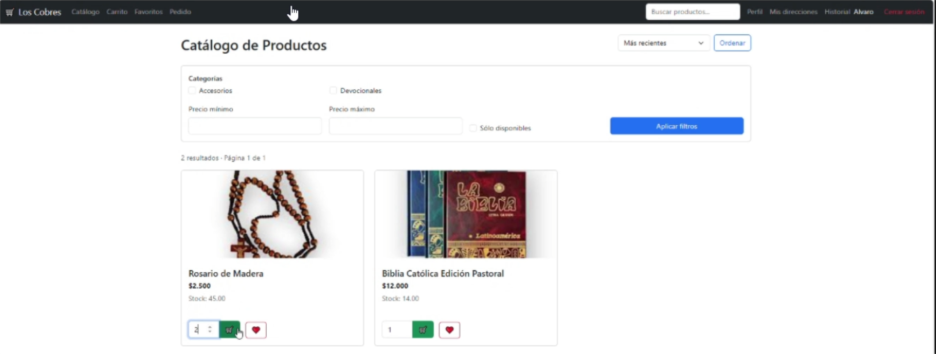 Los Cobres Catálogo Carrito Favoritos Pedido Buscar productos... Perfil Mis direcciones Historial Alvaro Cerrar sesión
Catálogo de Productos Más recientes Ordenar
Categorías
Accesorios Devocionales
Precio mínimo Precio máximo
Sólo disponibles Aplicar filtros
2 resultados · Página 1 de 1
LA BIBLIA
Latinoamérica
Rosario de Madera
$2.500
Stock: 45.00
2
Biblia Católica Edición Pastoral
$12.000
Stock: 14.00
1